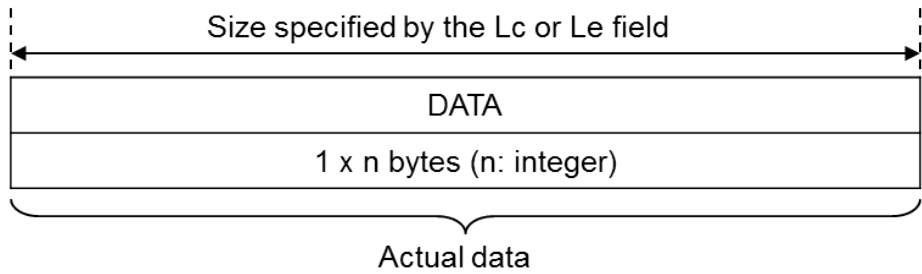 Size specified by the Lc or Le field
DATA
1 x n bytes (n: integer)
Actual data